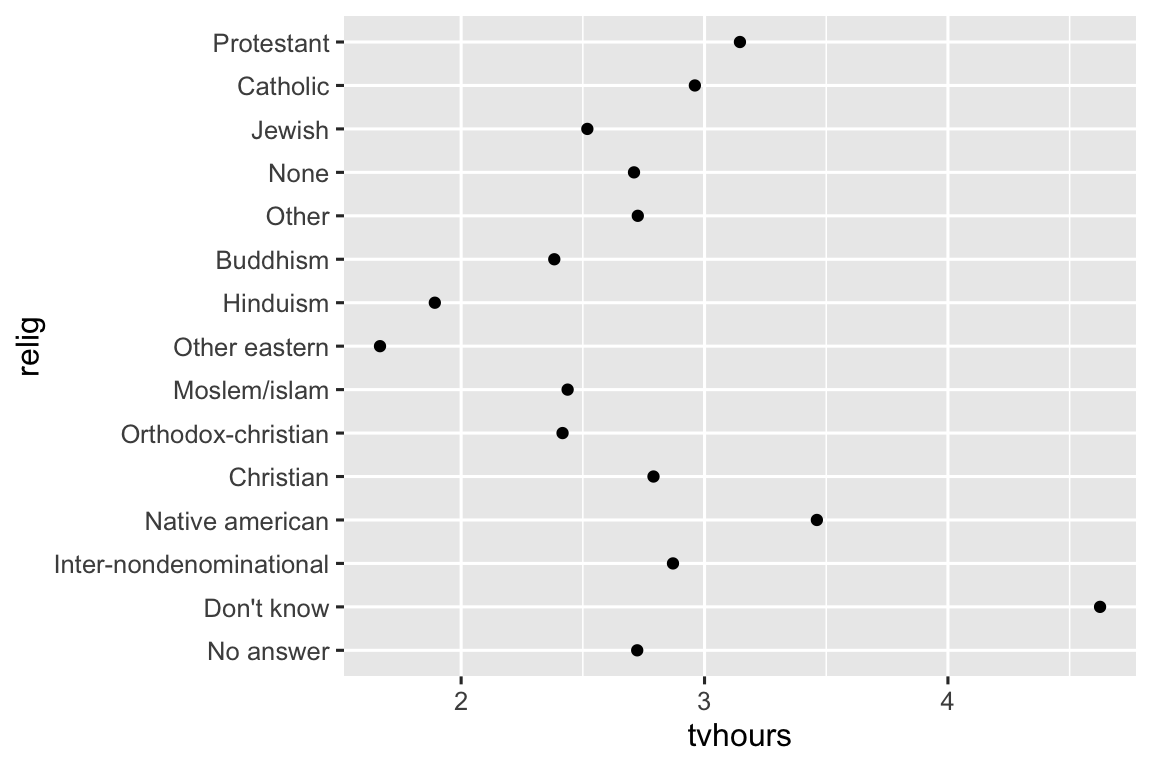 Protestant
Catholic
Jewish
None
Other
Buddhism
Hinduism
Other eastern
Moslem/islam
Orthodox-christian
Christian
Native american
Inter-nondenominational
Don't know
No answer
relig
2 3 4
tvhours